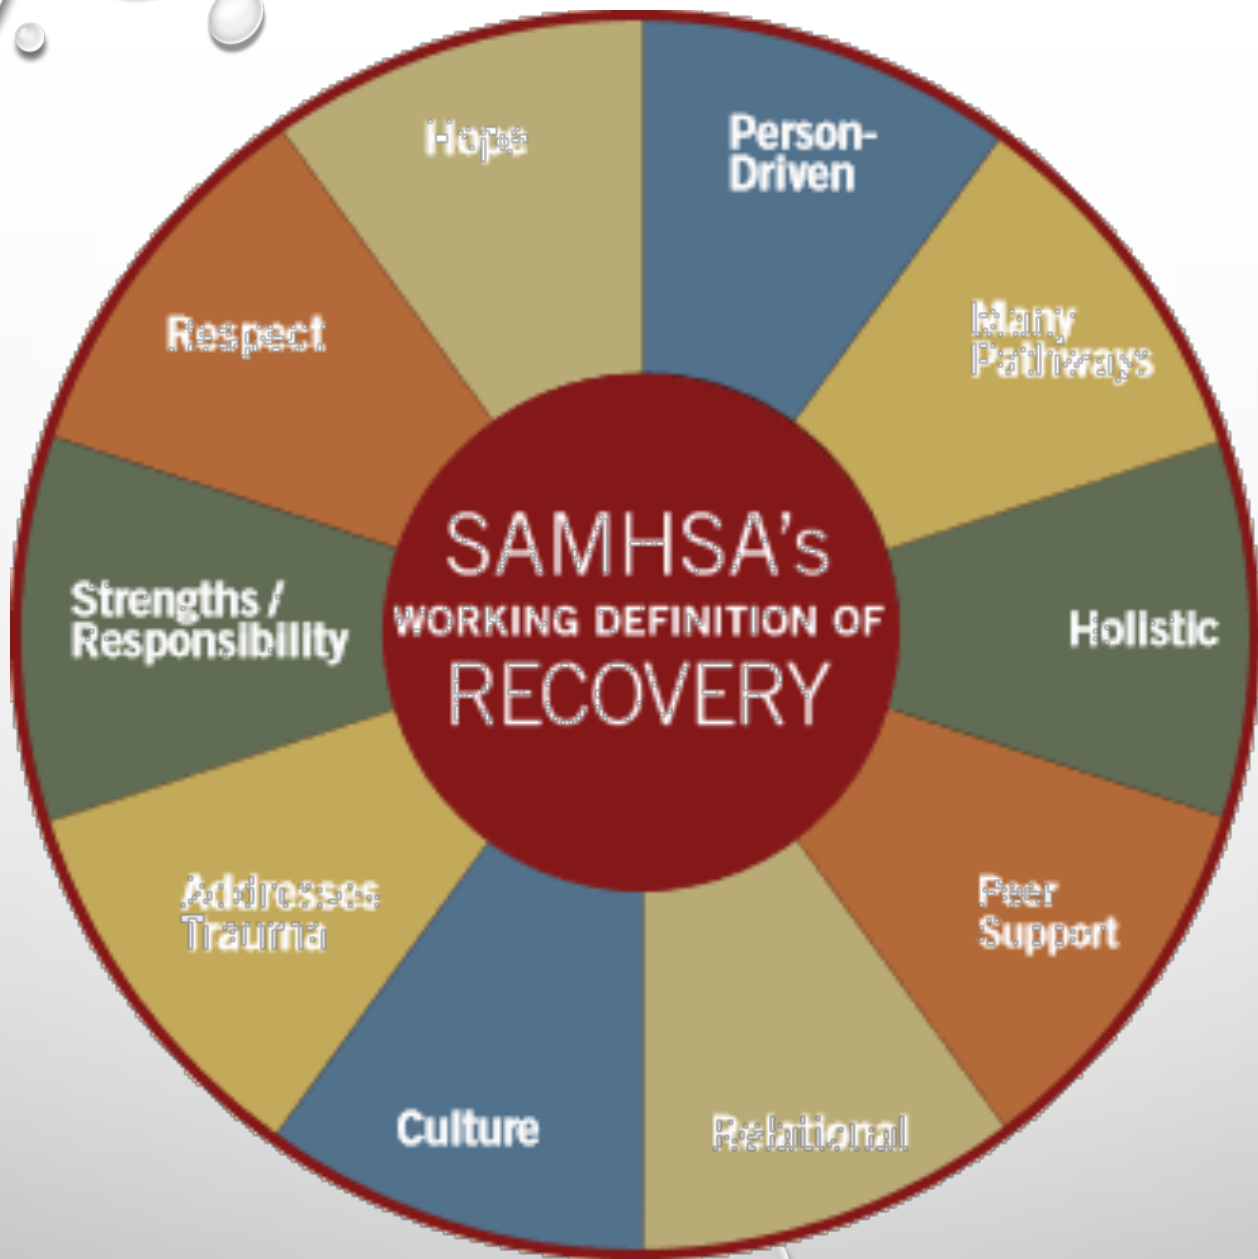 Hope
Person-
Driven
Many
Pathways
Holistic
Peer
Support
Relational
Culture
Addresses
Trauma
Strengths /
Responsibility
Respect
SAMHSA's
WORKING DEFINITION OF
RECOVERY